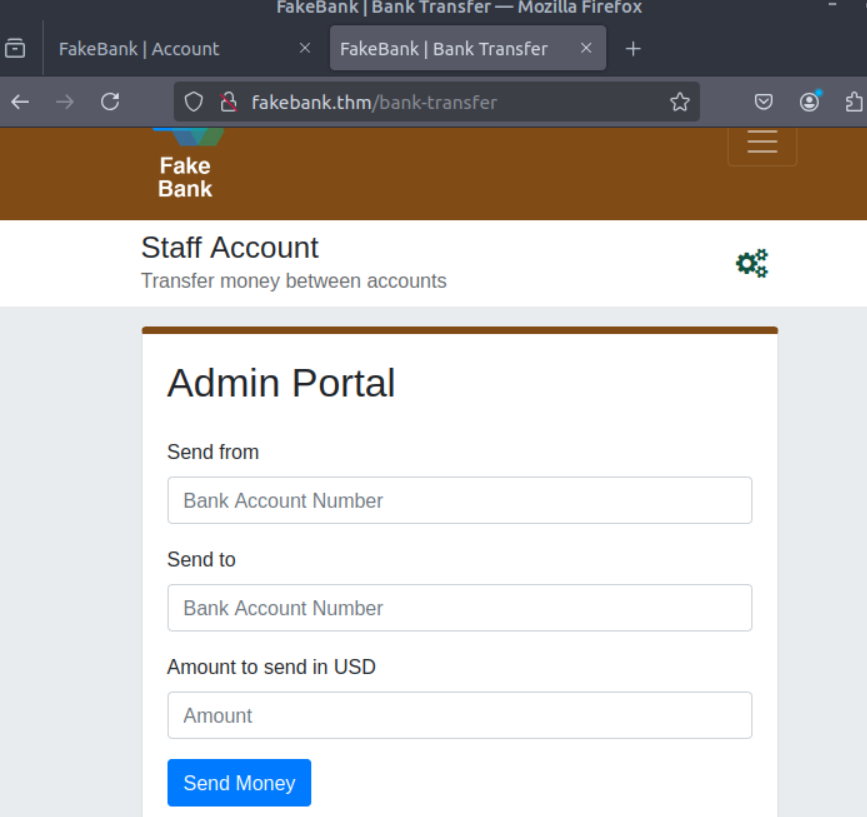 FakeBank | Bank Transfer — Mozilla Firefox
FakeBank | Account
FakeBank | Bank Transfer
fakebank.thm/bank-transfer
Fake
Bank
Staff Account
Transfer money between accounts
Admin Portal
Send from
Bank Account Number
Send to
Bank Account Number
Amount to send in USD
Amount
Send Money